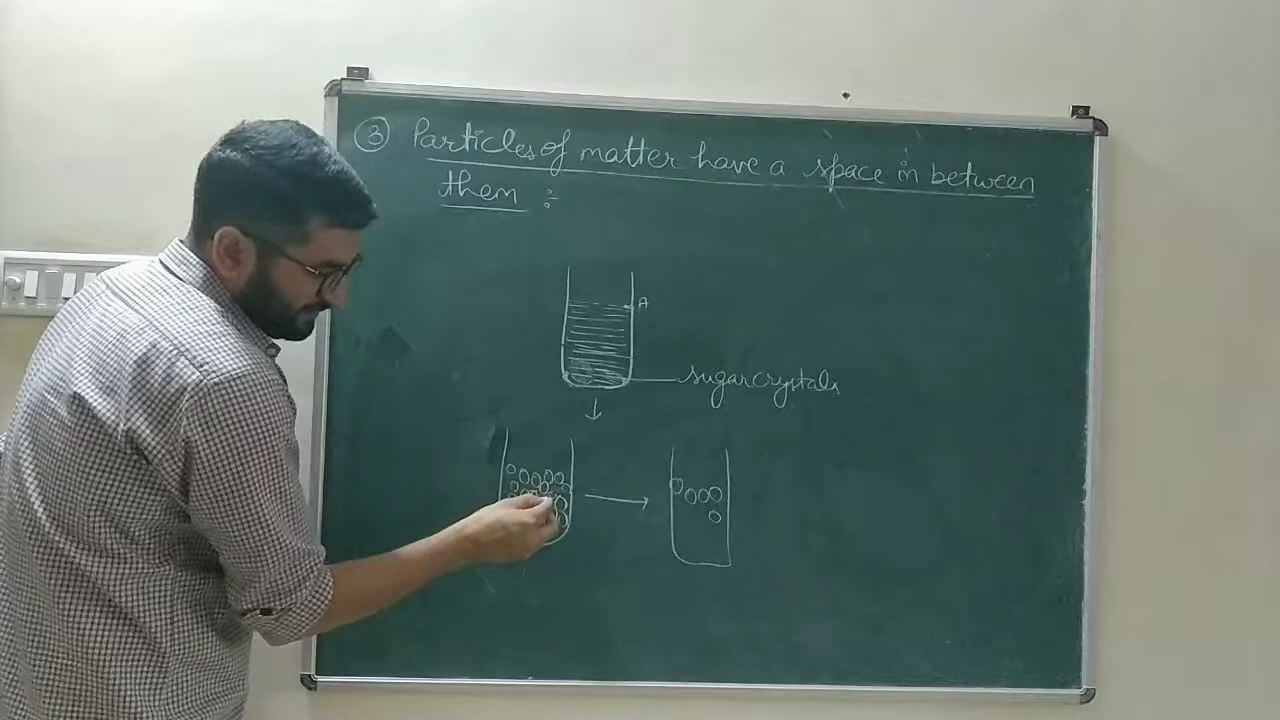 ③ Particles of matter have a space in between
them ÷
A
sugar crystals